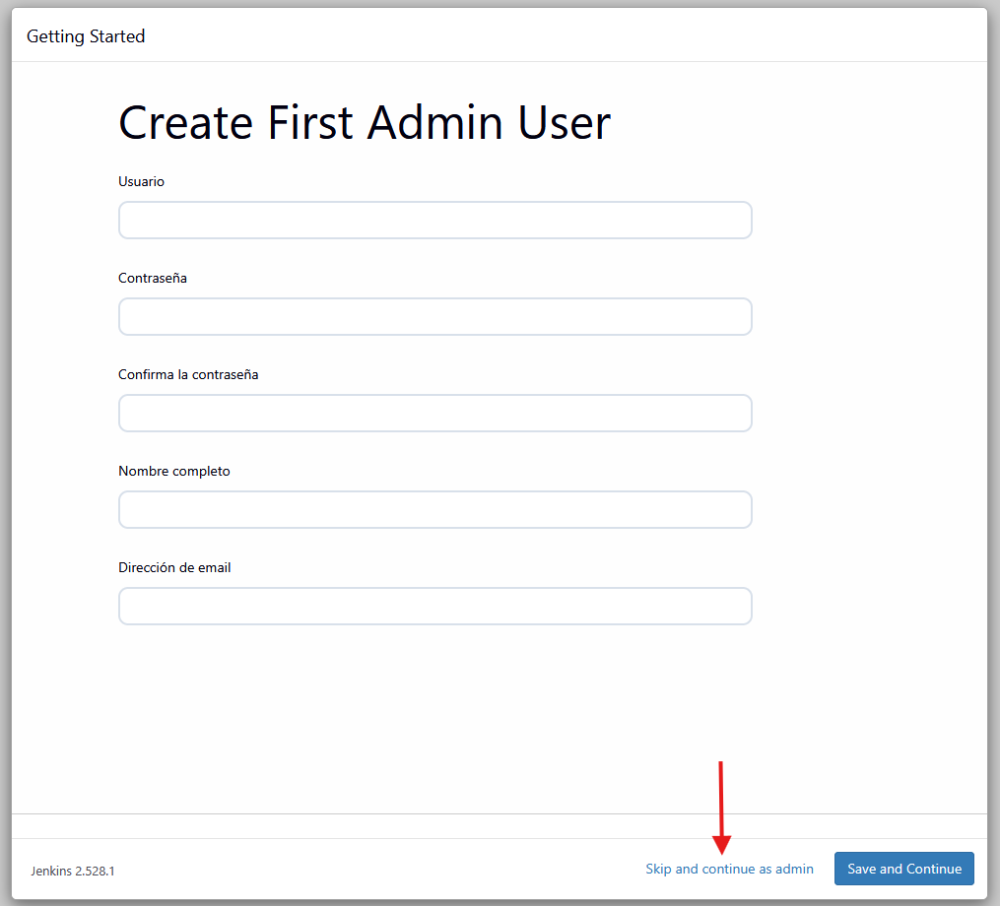 Getting Started
Create First Admin User
Usuario
Contraseña
Confirma la contraseña
Nombre completo
Dirección de email
Jenkins 2.528.1
Skip and continue as admin
Save and Continue